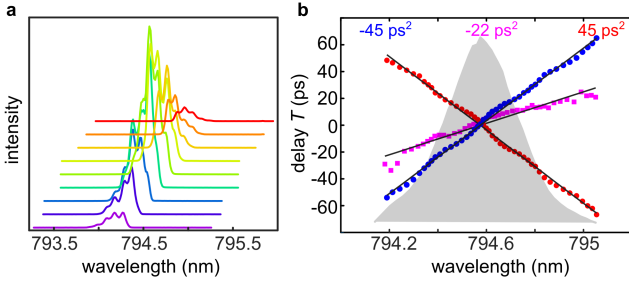 a
intensity
793.5 794.5 795.5
wavelength (nm)
b
-45 ps²
-22 ps²
45 ps²
delay T (ps)
60
40
20
0
-20
-40
-60
794.2 794.6 795
wavelength (nm)